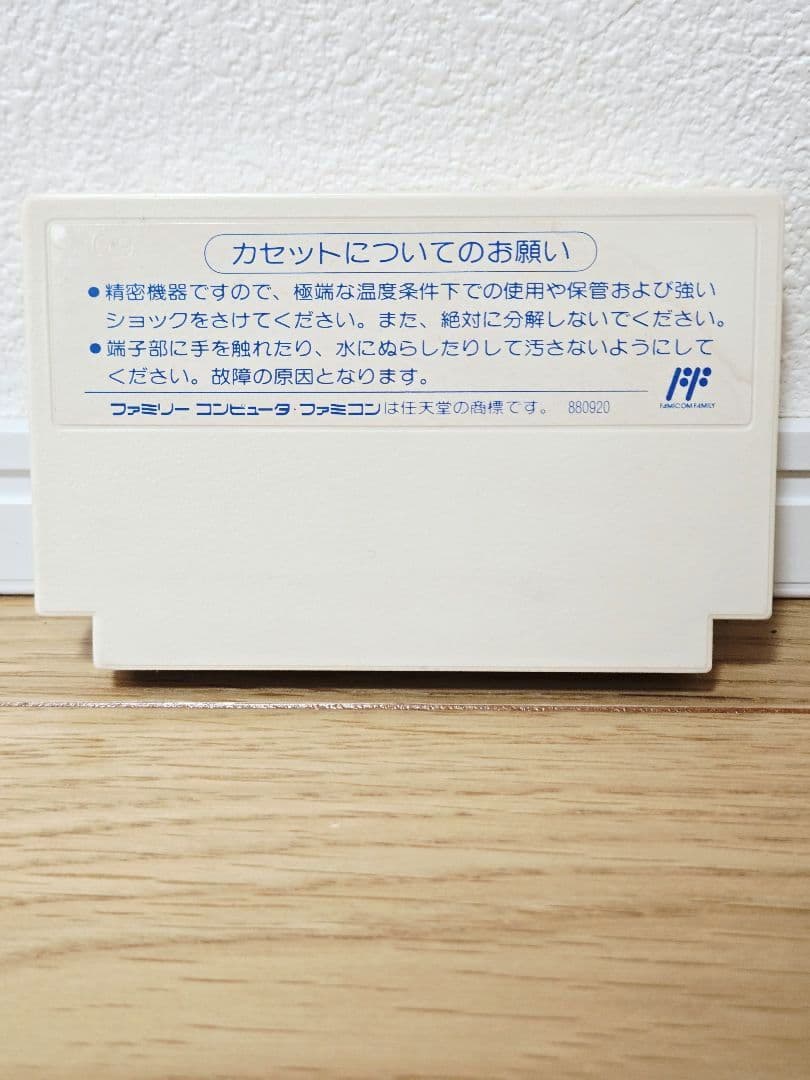 カセットについてのお願い
●精密機器ですので、極端な温度条件下での使用や保管および強い
ショックをさけてください。また、絶対に分解しないでください。
●端子部に手を触れたり、水にぬらしたりして汚さないようにして
ください。故障の原因となります。
ファミリー コンピュータ・ファミコンは任天堂の商標です。 880920
FAMICOM FAMILY